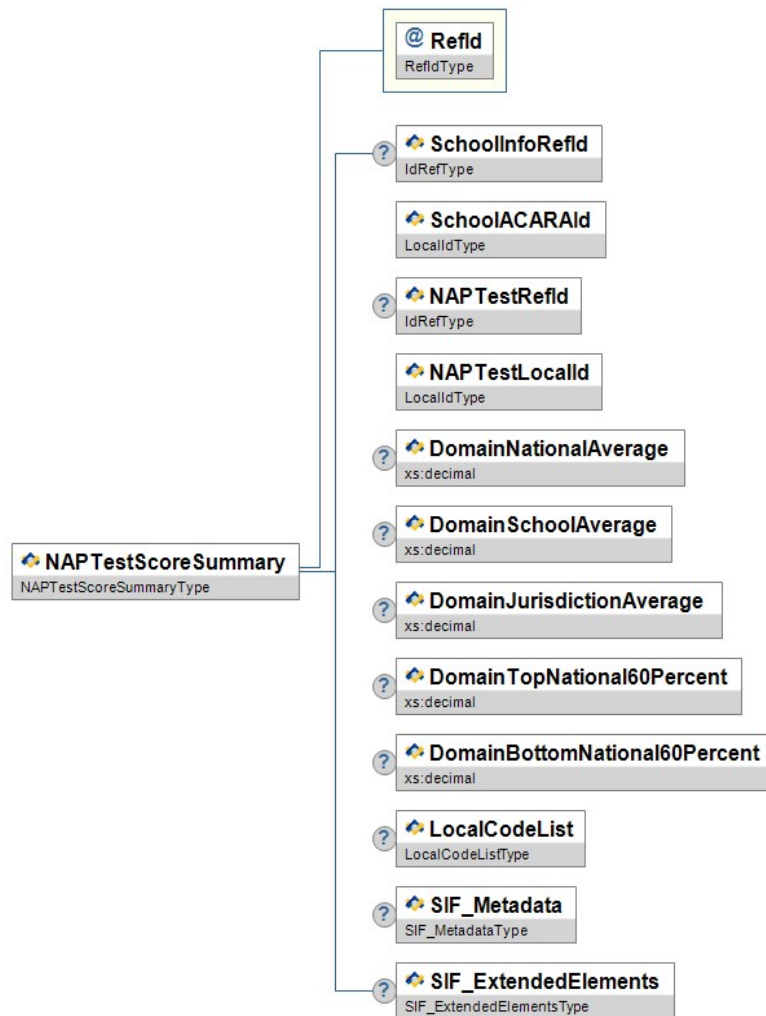 @ RefId
RefIdType
? SchoolInfoRefId
IdRefType
SchoolACARAId
LocalIdType
? NAPTestRefId
IdRefType
NAPTestLocalId
LocalIdType
? DomainNationalAverage
xs:decimal
? DomainSchoolAverage
xs:decimal
NAPTestScoreSummary
NAPTestScoreSummaryType
? DomainJurisdictionAverage
xs:decimal
? DomainTopNational60Percent
xs:decimal
? DomainBottomNational60Percent
xs:decimal
? LocalCodeList
LocalCodeListType
? SIF_Metadata
SIF_MetadataType
? SIF_ExtendedElements
SIF_ExtendedElementsType